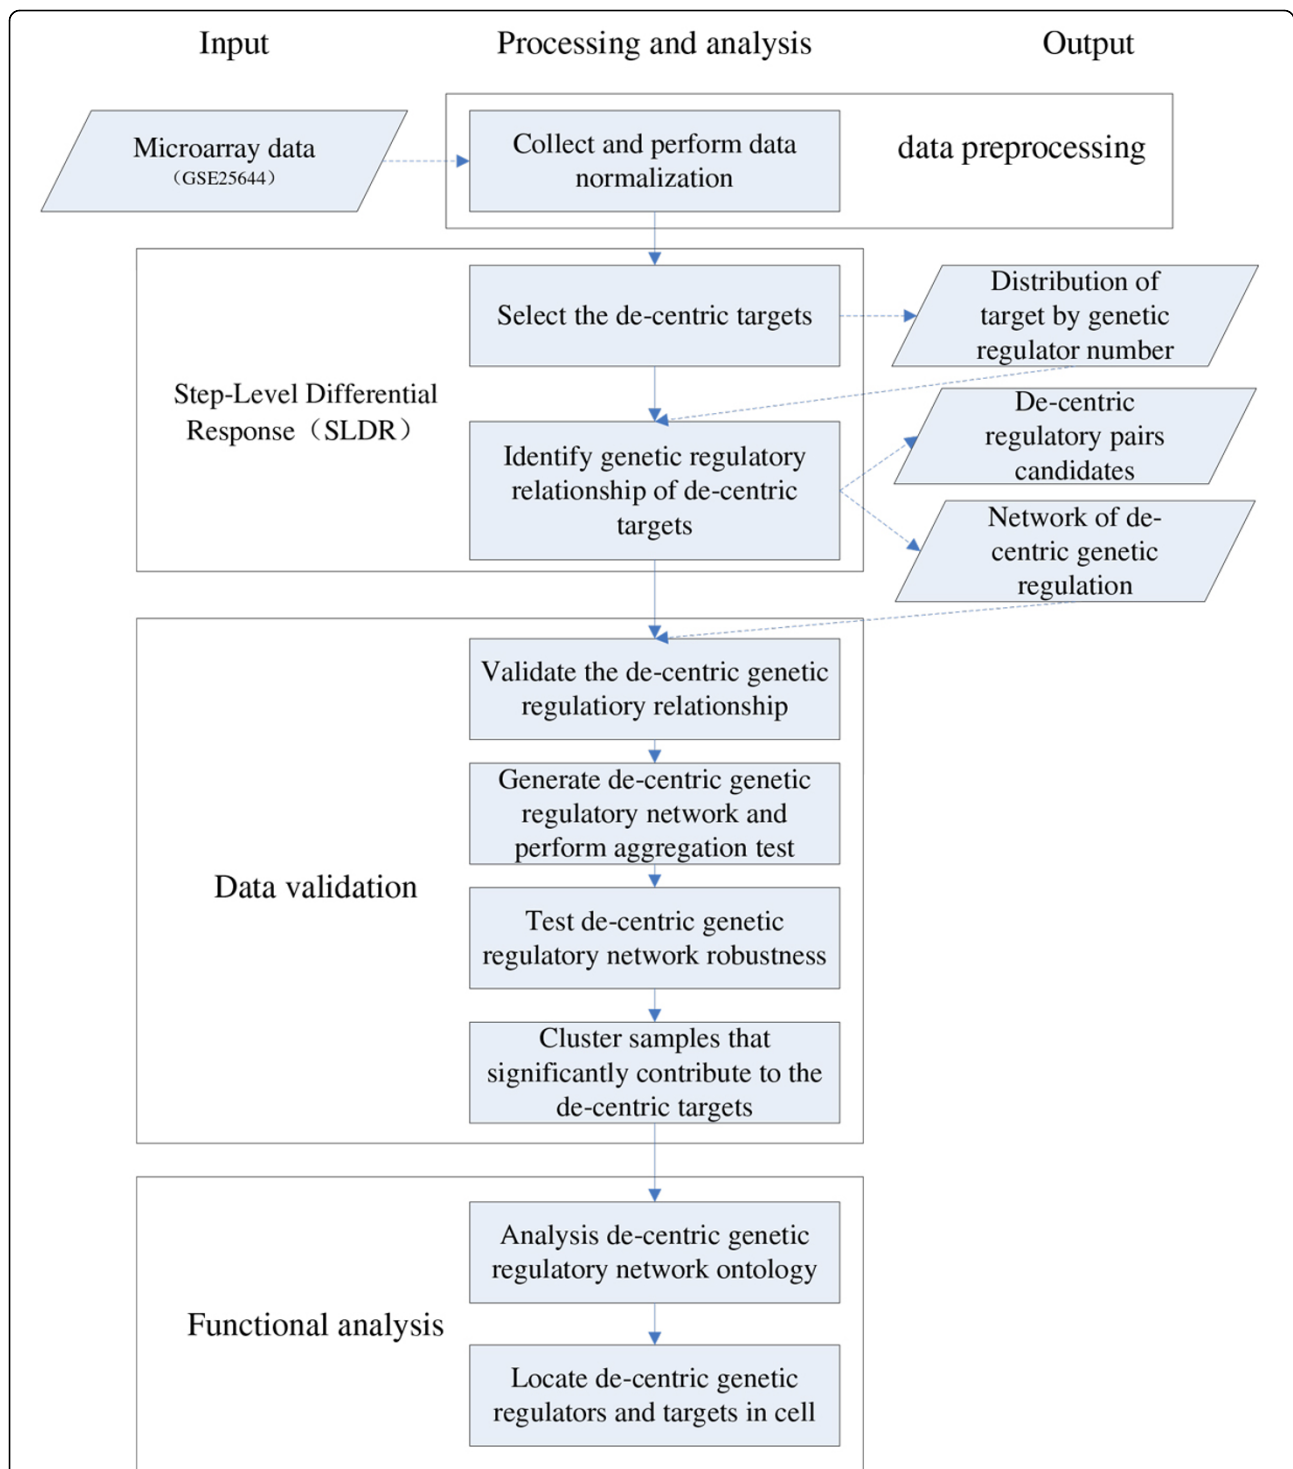 Input
Processing and analysis
Output
Microarray data
（GSE25644）
Collect and perform data
normalization
data preprocessing
Select the de-centric targets
Distribution of
target by genetic
regulator number
Step-Level Differential
Response（SLDR）
De-centric
regulatory pairs
candidates
Identify genetic regulatory
relationship of de-centric
targets
Network of de-
centric genetic
regulation
Validate the de-centric genetic
regulatiory relationship
Generate de-centric genetic
regulatory network and
perform aggregation test
Data validation
Test de-centric genetic
regulatory network robustness
Cluster samples that
significantly contribute to the
de-centric targets
Analysis de-centric genetic
regulatory network ontology
Functional analysis
Locate de-centric genetic
regulators and targets in cell